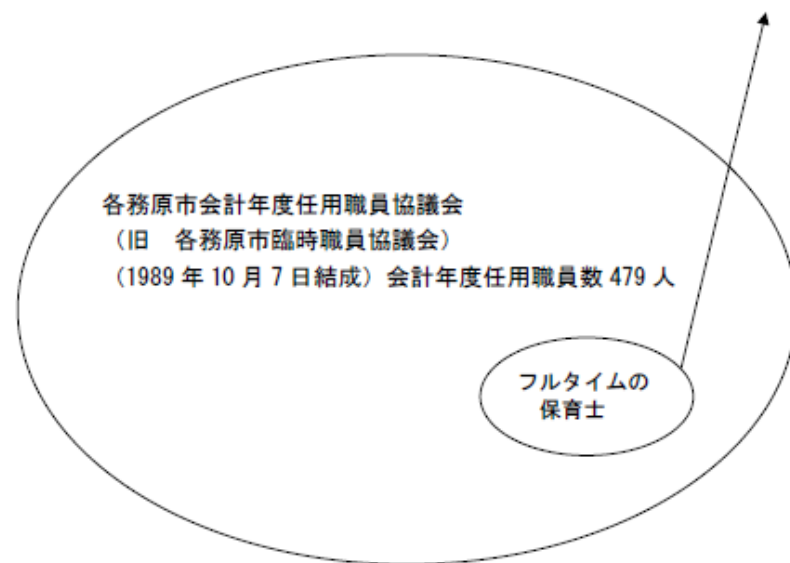 各務原市会計年度任用職員協議会
（旧　各務原市臨時職員協議会）
（1989 年 10 月 7 日結成）会計年度任用職員数 479 人
フルタイムの
保育士